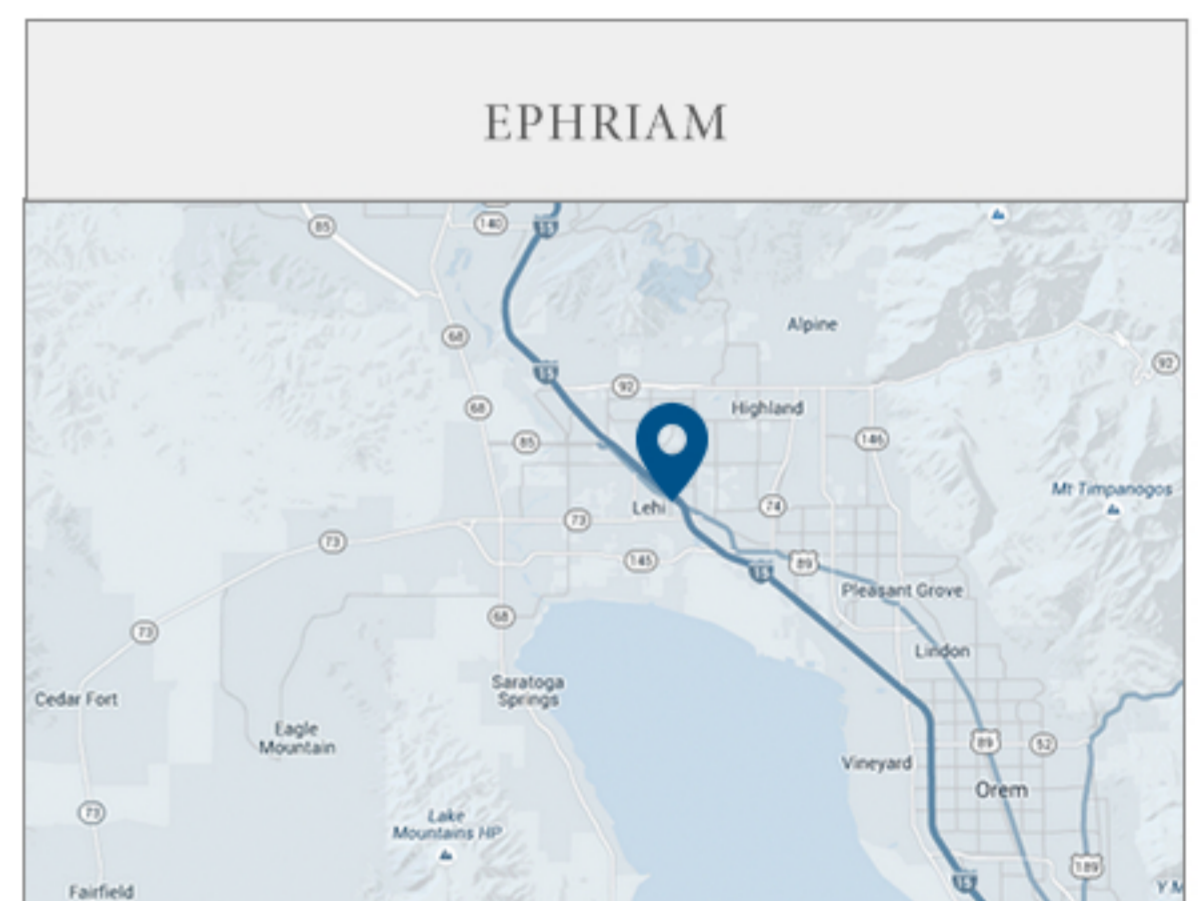 EPHRIAM
85
140
15
Alpine
68
15
92
92
68
Highland
85
146
Mt Timpanogos
Lehi
74
73
73
145
89
15
Pleasant Grove
68
73
Lindon
Saratoga
Springs
Cedar Fort
Eagle
Mountain
89
52
Vineyard
Orem
73
Lake
Mountains HP
189
15
Y M
Fairfield